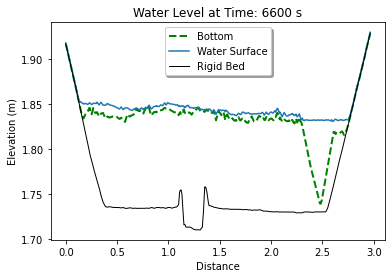 Water Level at Time: 6600 s
Bottom
Water Surface
Rigid Bed
Elevation (m)
1.90
1.85
1.80
1.75
1.70
0.0 0.5 1.0 1.5 2.0 2.5 3.0
Distance